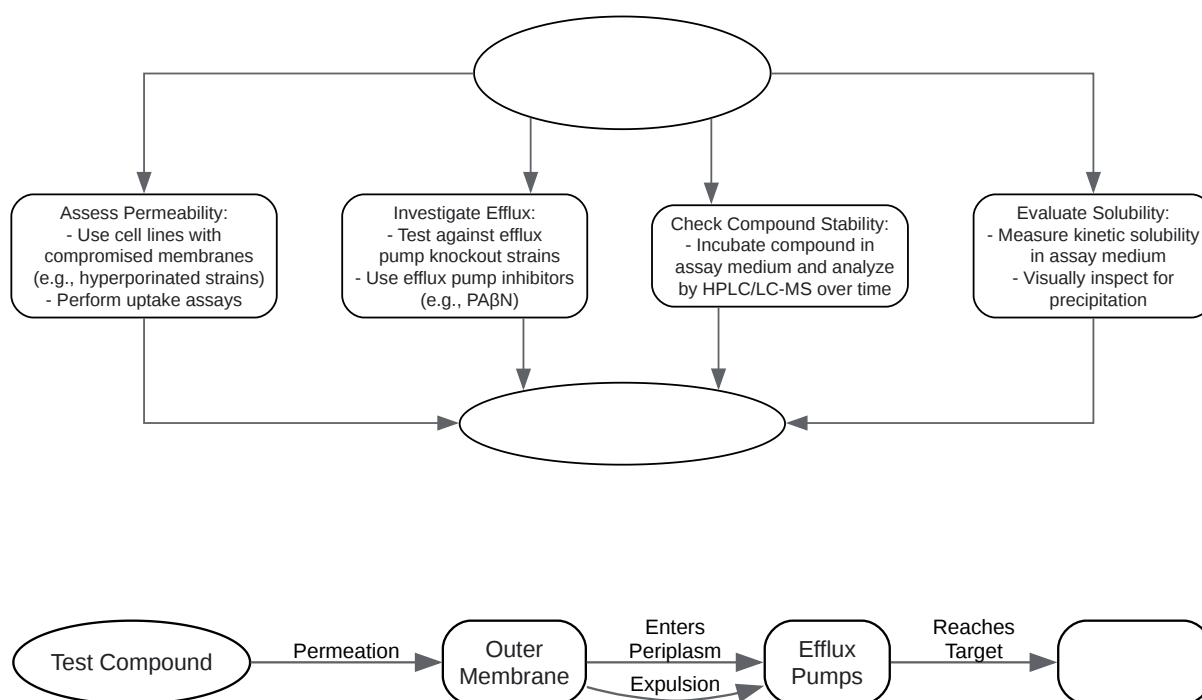 Assess Permeability:
- Use cell lines with
compromised membranes
(e.g., hyperporinated strains)
- Perform uptake assays
Investigate Efflux:
- Test against efflux
pump knockout strains
- Use efflux pump inhibitors
(e.g., PAβN)
Check Compound Stability:
- Incubate compound in
assay medium and analyze
by HPLC/LC-MS over time
Evaluate Solubility:
- Measure kinetic solubility
in assay medium
- Visually inspect for
precipitation
Test Compound
Permeation
Outer
Membrane
Enters
Periplasm
Expulsion
Efflux
Pumps
Reaches
Target